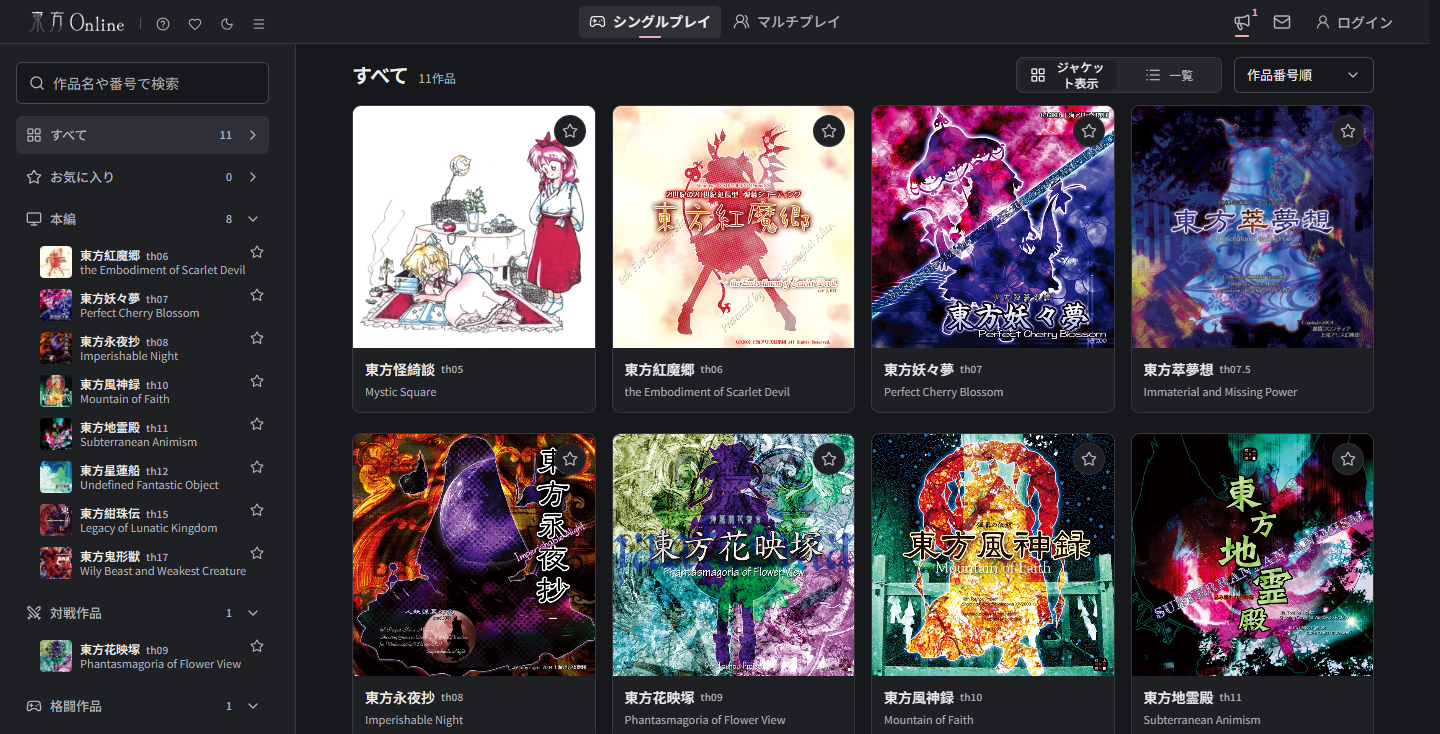 東方Online
シングルプレイ
マルチプレイ
1
ログイン
作品名や番号で検索
すべて 11
お気に入り 0
本編 8
東方紅魔郷 th06
the Embodiment of Scarlet Devil
東方妖々夢 th07
Perfect Cherry Blossom
東方永夜抄 th08
Imperishable Night
東方風神録 th10
Mountain of Faith
東方地霊殿 th11
Subterranean Animism
東方星蓮船 th12
Undefined Fantastic Object
東方紺珠伝 th15
Legacy of Lunatic Kingdom
東方鬼形獣 th17
Wily Beast and Weakest Creature
対戦作品 1
東方花映塚 th09
Phantasmagoria of Flower View
格闘作品 1
すべて 11作品
ジャケッ
ト表示
一覧
作品番号順
東方怪綺談 th05
Mystic Square
東方紅魔郷
the Embodiment of Scarlet Devil
東方紅魔郷 th06
the Embodiment of Scarlet Devil
東方妖々夢
Perfect Cherry Blossom
東方妖々夢 th07
Perfect Cherry Blossom
東方萃夢想
東方萃夢想 th07.5
Immaterial and Missing Power
東方永夜抄
Imperishable Night
東方永夜抄 th08
Imperishable Night
東方花映塚
Phantasmagoria of Flower View
東方花映塚 th09
Phantasmagoria of Flower View
東方風神録
Mountain of Faith
東方風神録 th10
Mountain of Faith
東方地霊殿
SUBTERRANEAN ANIMISM
東方地霊殿 th11
Subterranean Animism